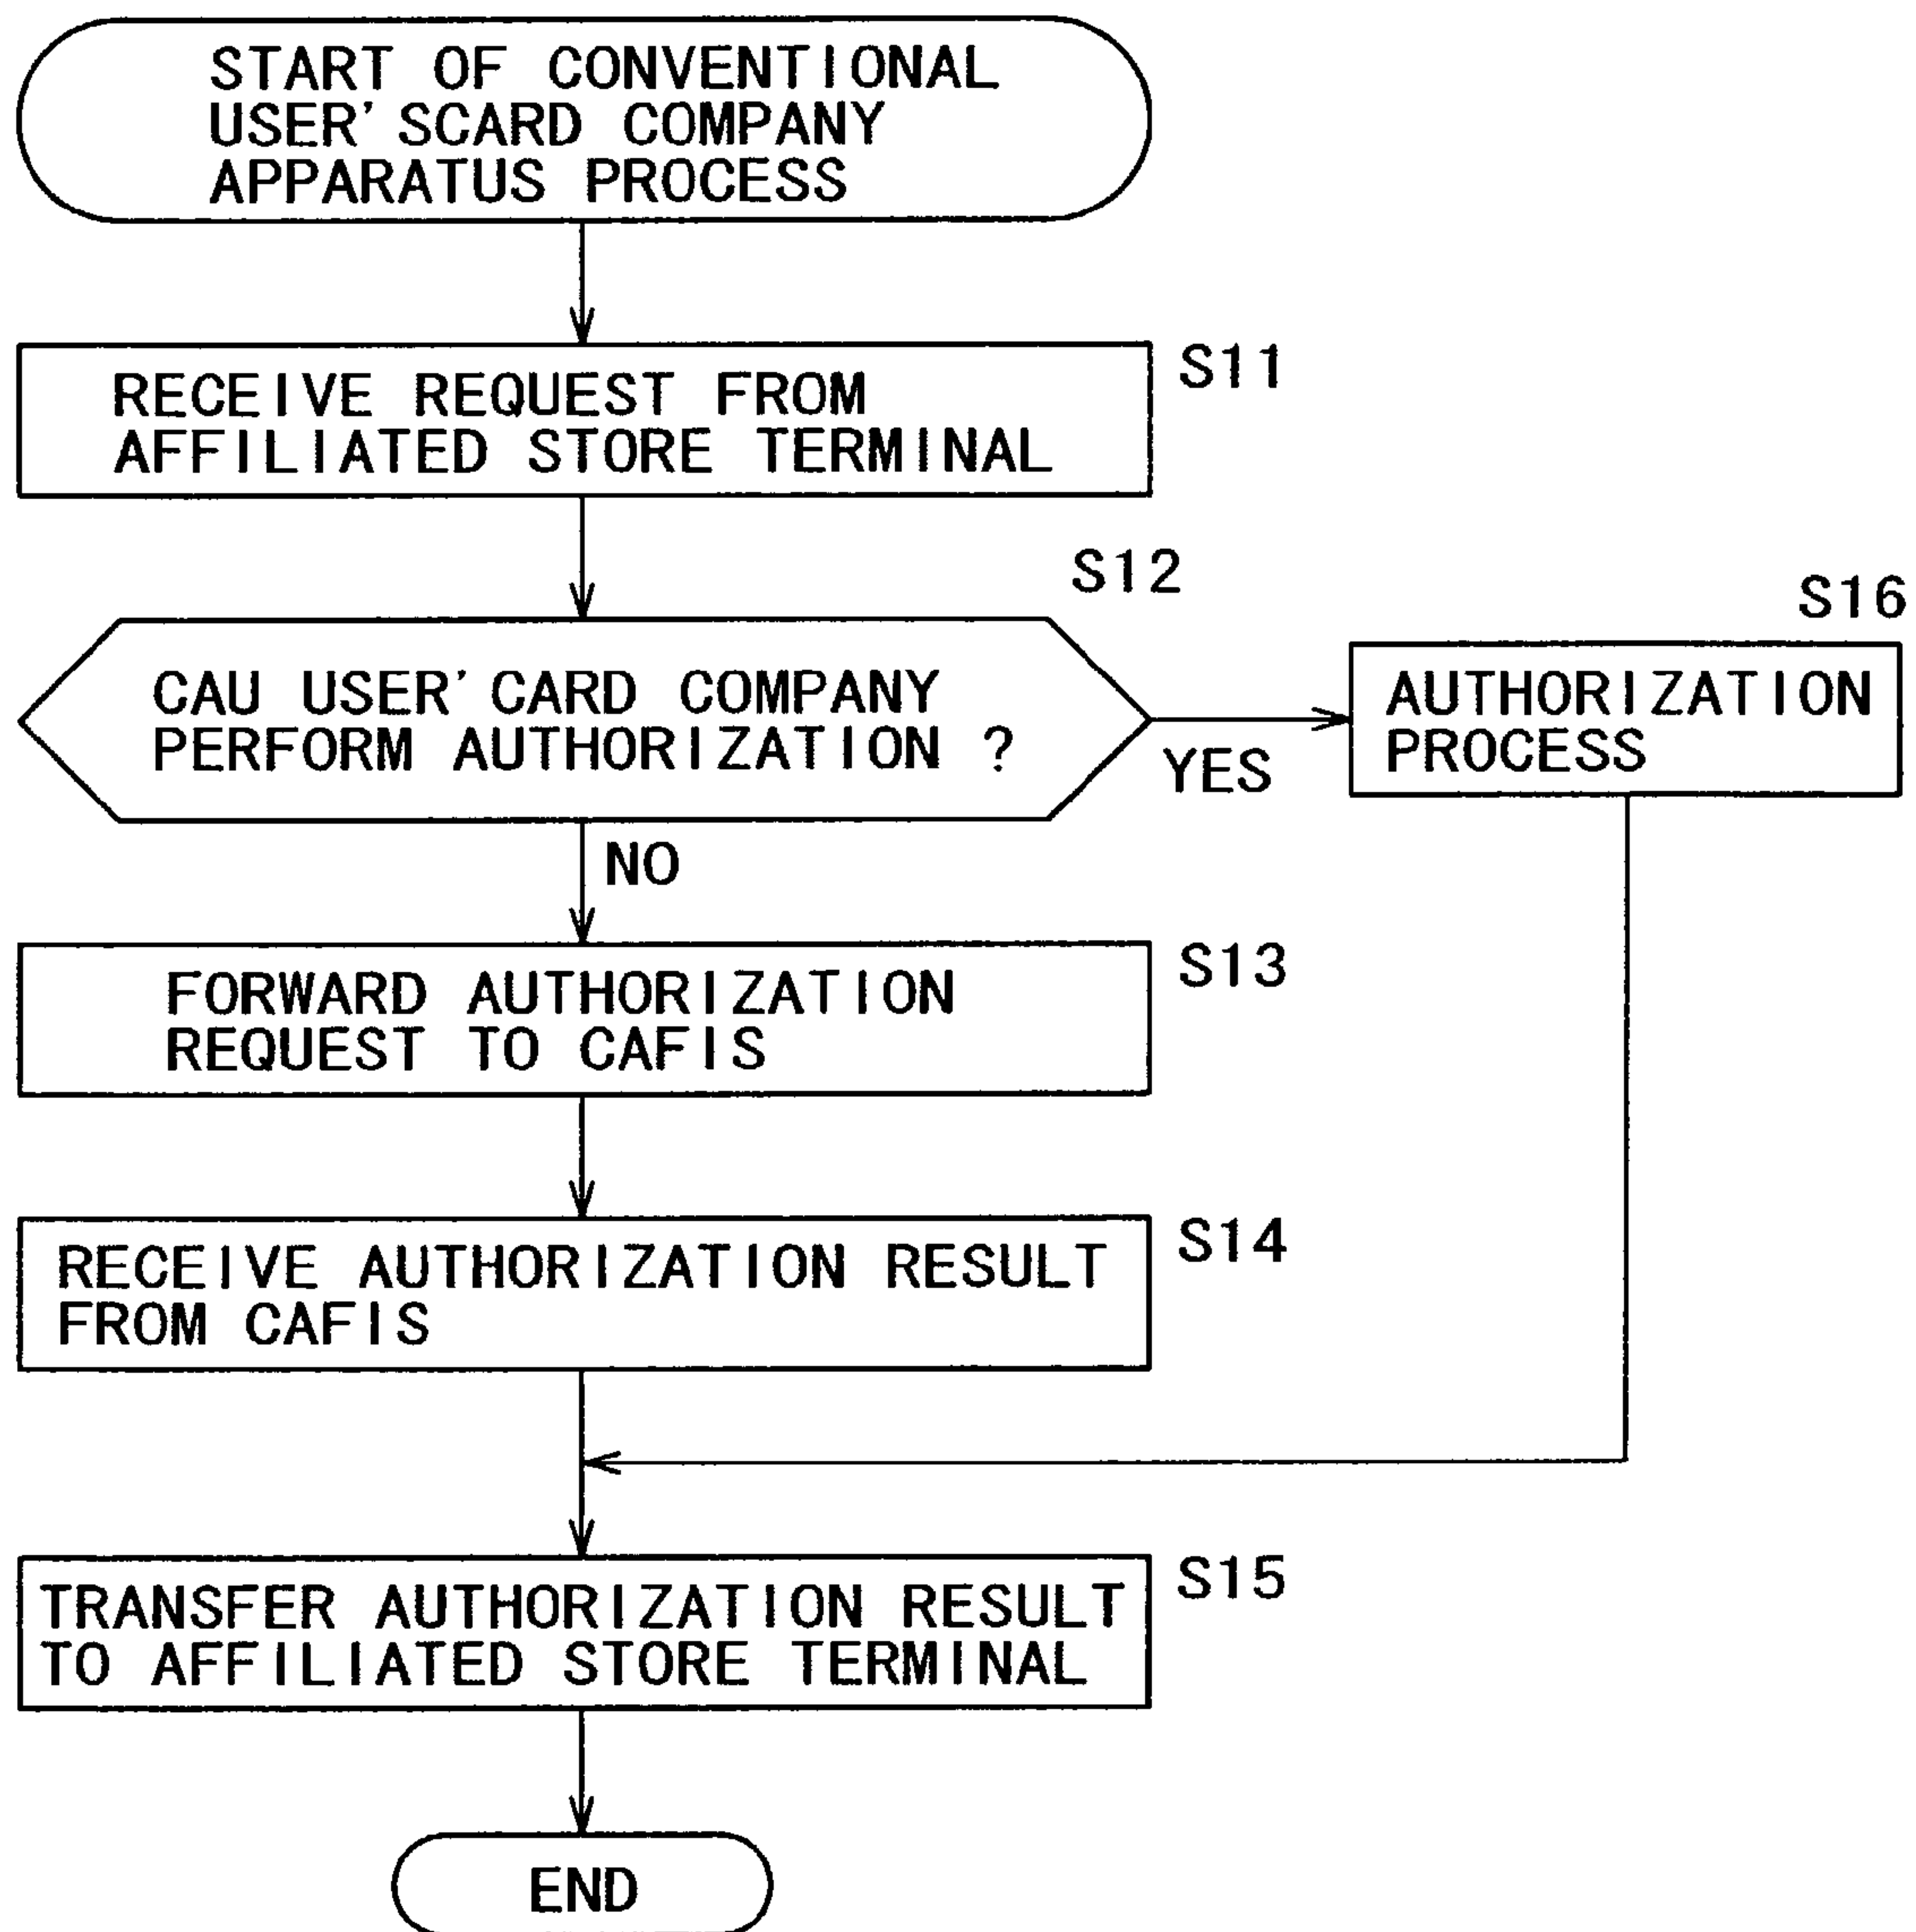 START OF CONVENTIONAL
USER'SCARD COMPANY
APPARATUS PROCESS
S11
RECEIVE REQUEST FROM
AFFILIATED STORE TERMINAL
S12
CAU USER'CARD COMPANY
PERFORM AUTHORIZATION ?
YES
S16
AUTHORIZATION
PROCESS
NO
S13
FORWARD AUTHORIZATION
REQUEST TO CAFIS
S14
RECEIVE AUTHORIZATION RESULT
FROM CAFIS
S15
TRANSFER AUTHORIZATION RESULT
TO AFFILIATED STORE TERMINAL
END